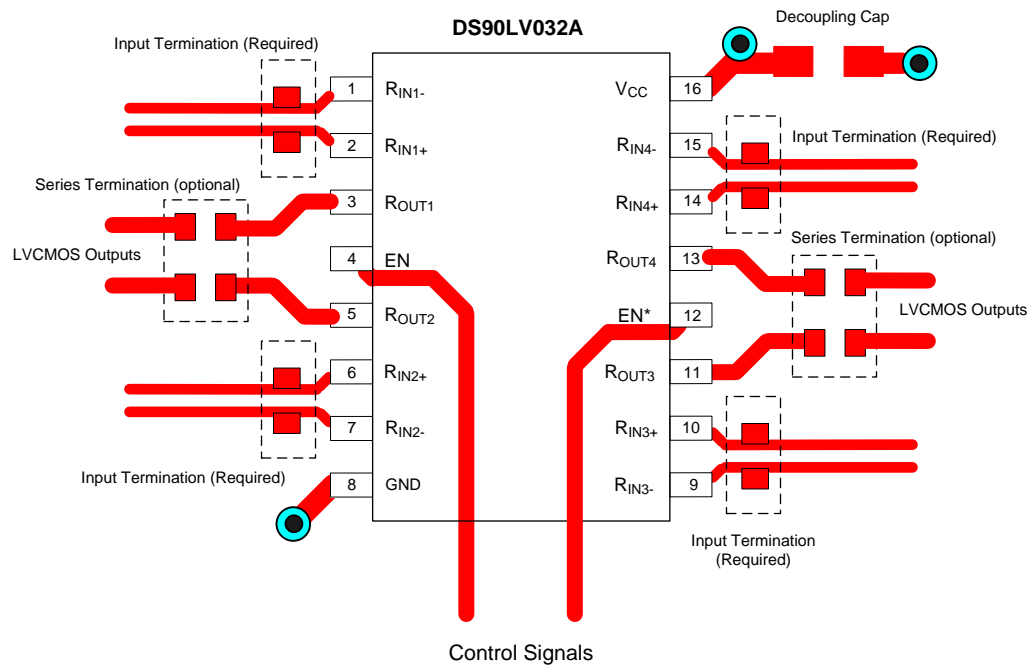 DS90LV032A
Decoupling Cap
Input Termination (Required)
1 RIN1-
VCC 16
2 RIN1+
RIN4- 15
Input Termination (Required)
Series Termination (optional)
3 ROUT1
RIN4+ 14
LVCMOS Outputs
4 EN
ROUT4 13
Series Termination (optional)
5 ROUT2
EN* 12
LVCMOS Outputs
6 RIN2+
ROUT3 11
7 RIN2-
RIN3+ 10
Input Termination (Required)
8 GND
RIN3- 9
Input Termination
(Required)
Control Signals